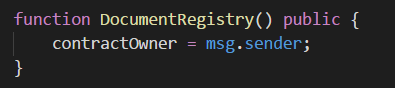 function DocumentRegistry() public {
    contractOwner = msg.sender;
}